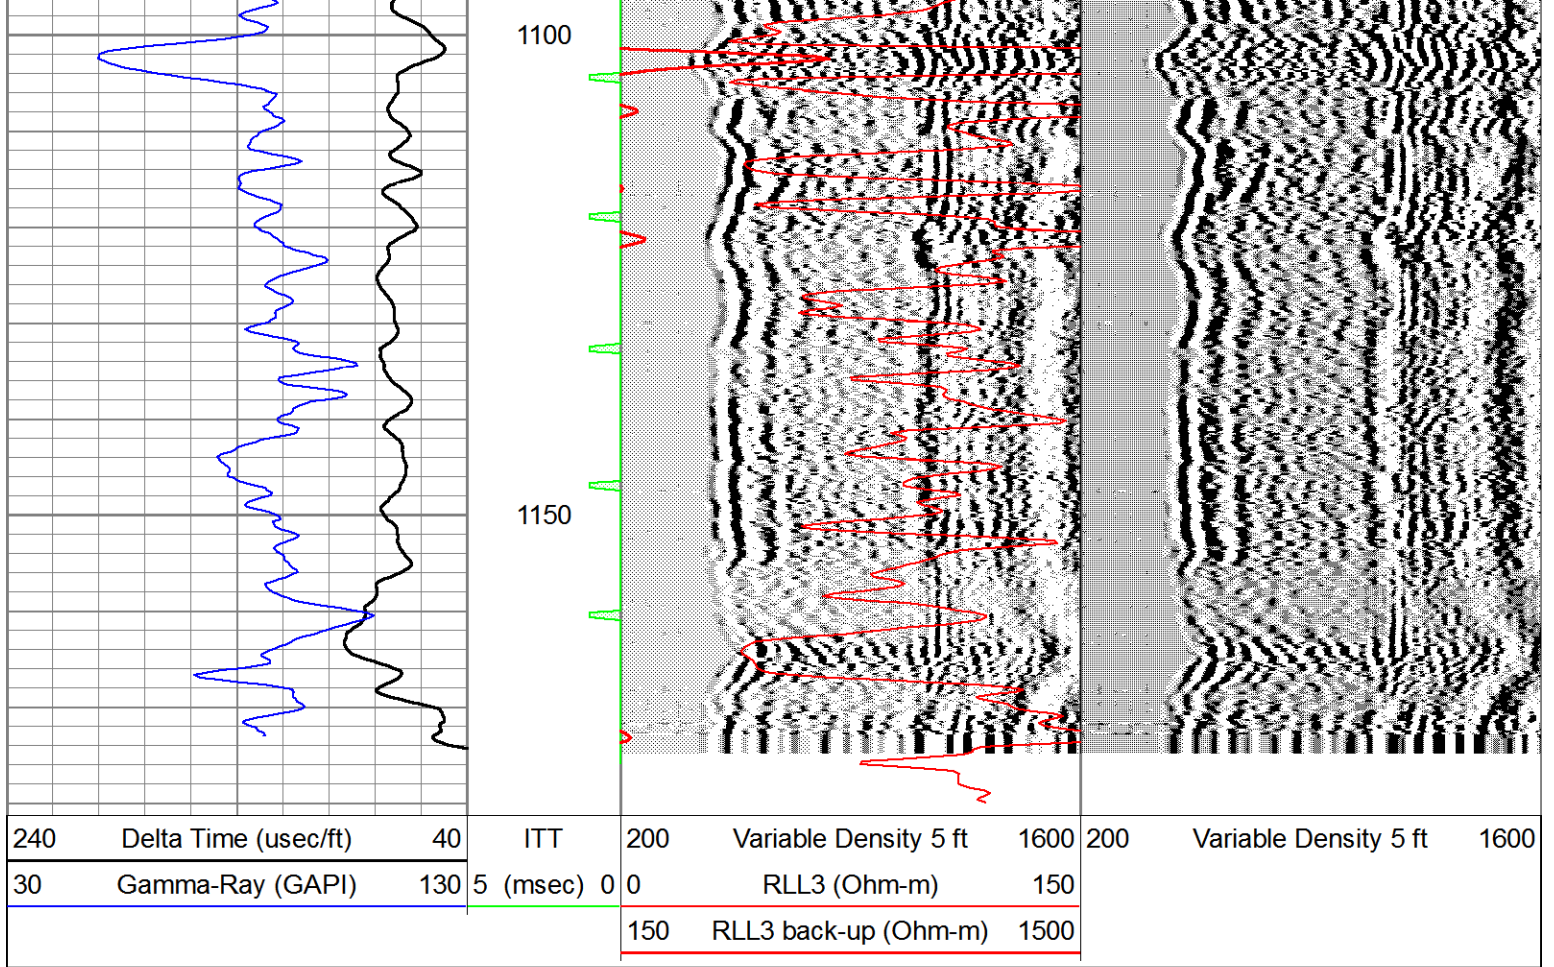 1100
1150
240 Delta Time (usec/ft) 40 ITT 200 Variable Density 5 ft 1600 200 Variable Density 5 ft 1600
30 Gamma-Ray (GAPI) 130 5 (msec) 0 0 RLL3 (Ohm-m) 150
150 RLL3 back-up (Ohm-m) 1500